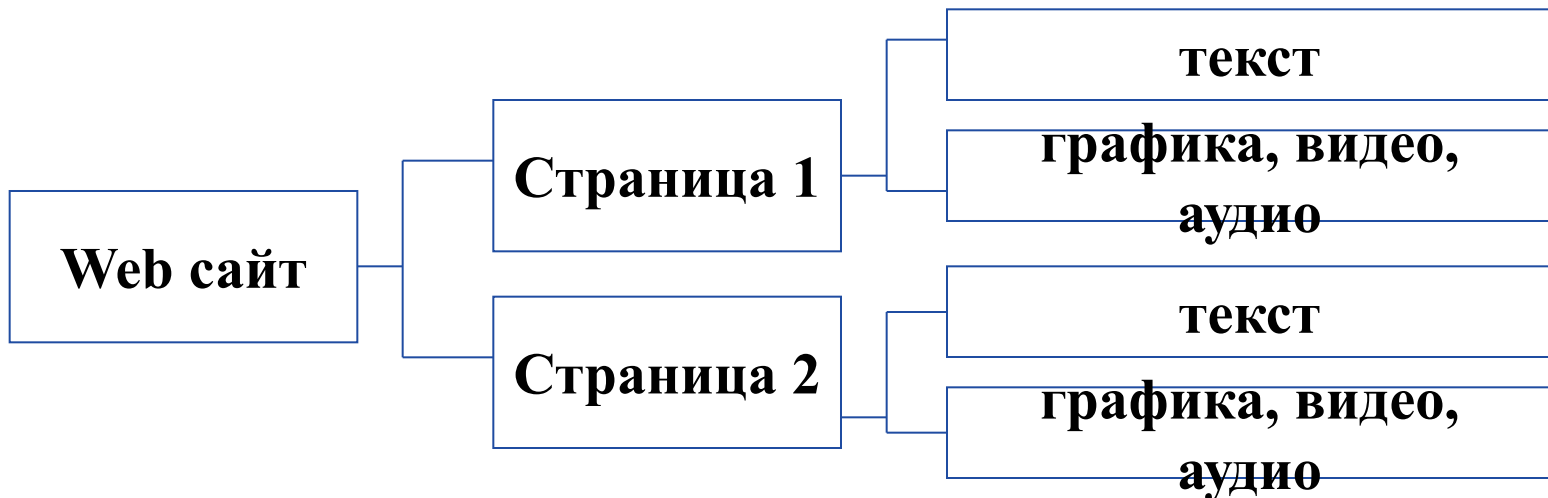 текст
графика, видео,
аудио
Страница 1
Web сайт
текст
Страница 2
графика, видео,
аудио